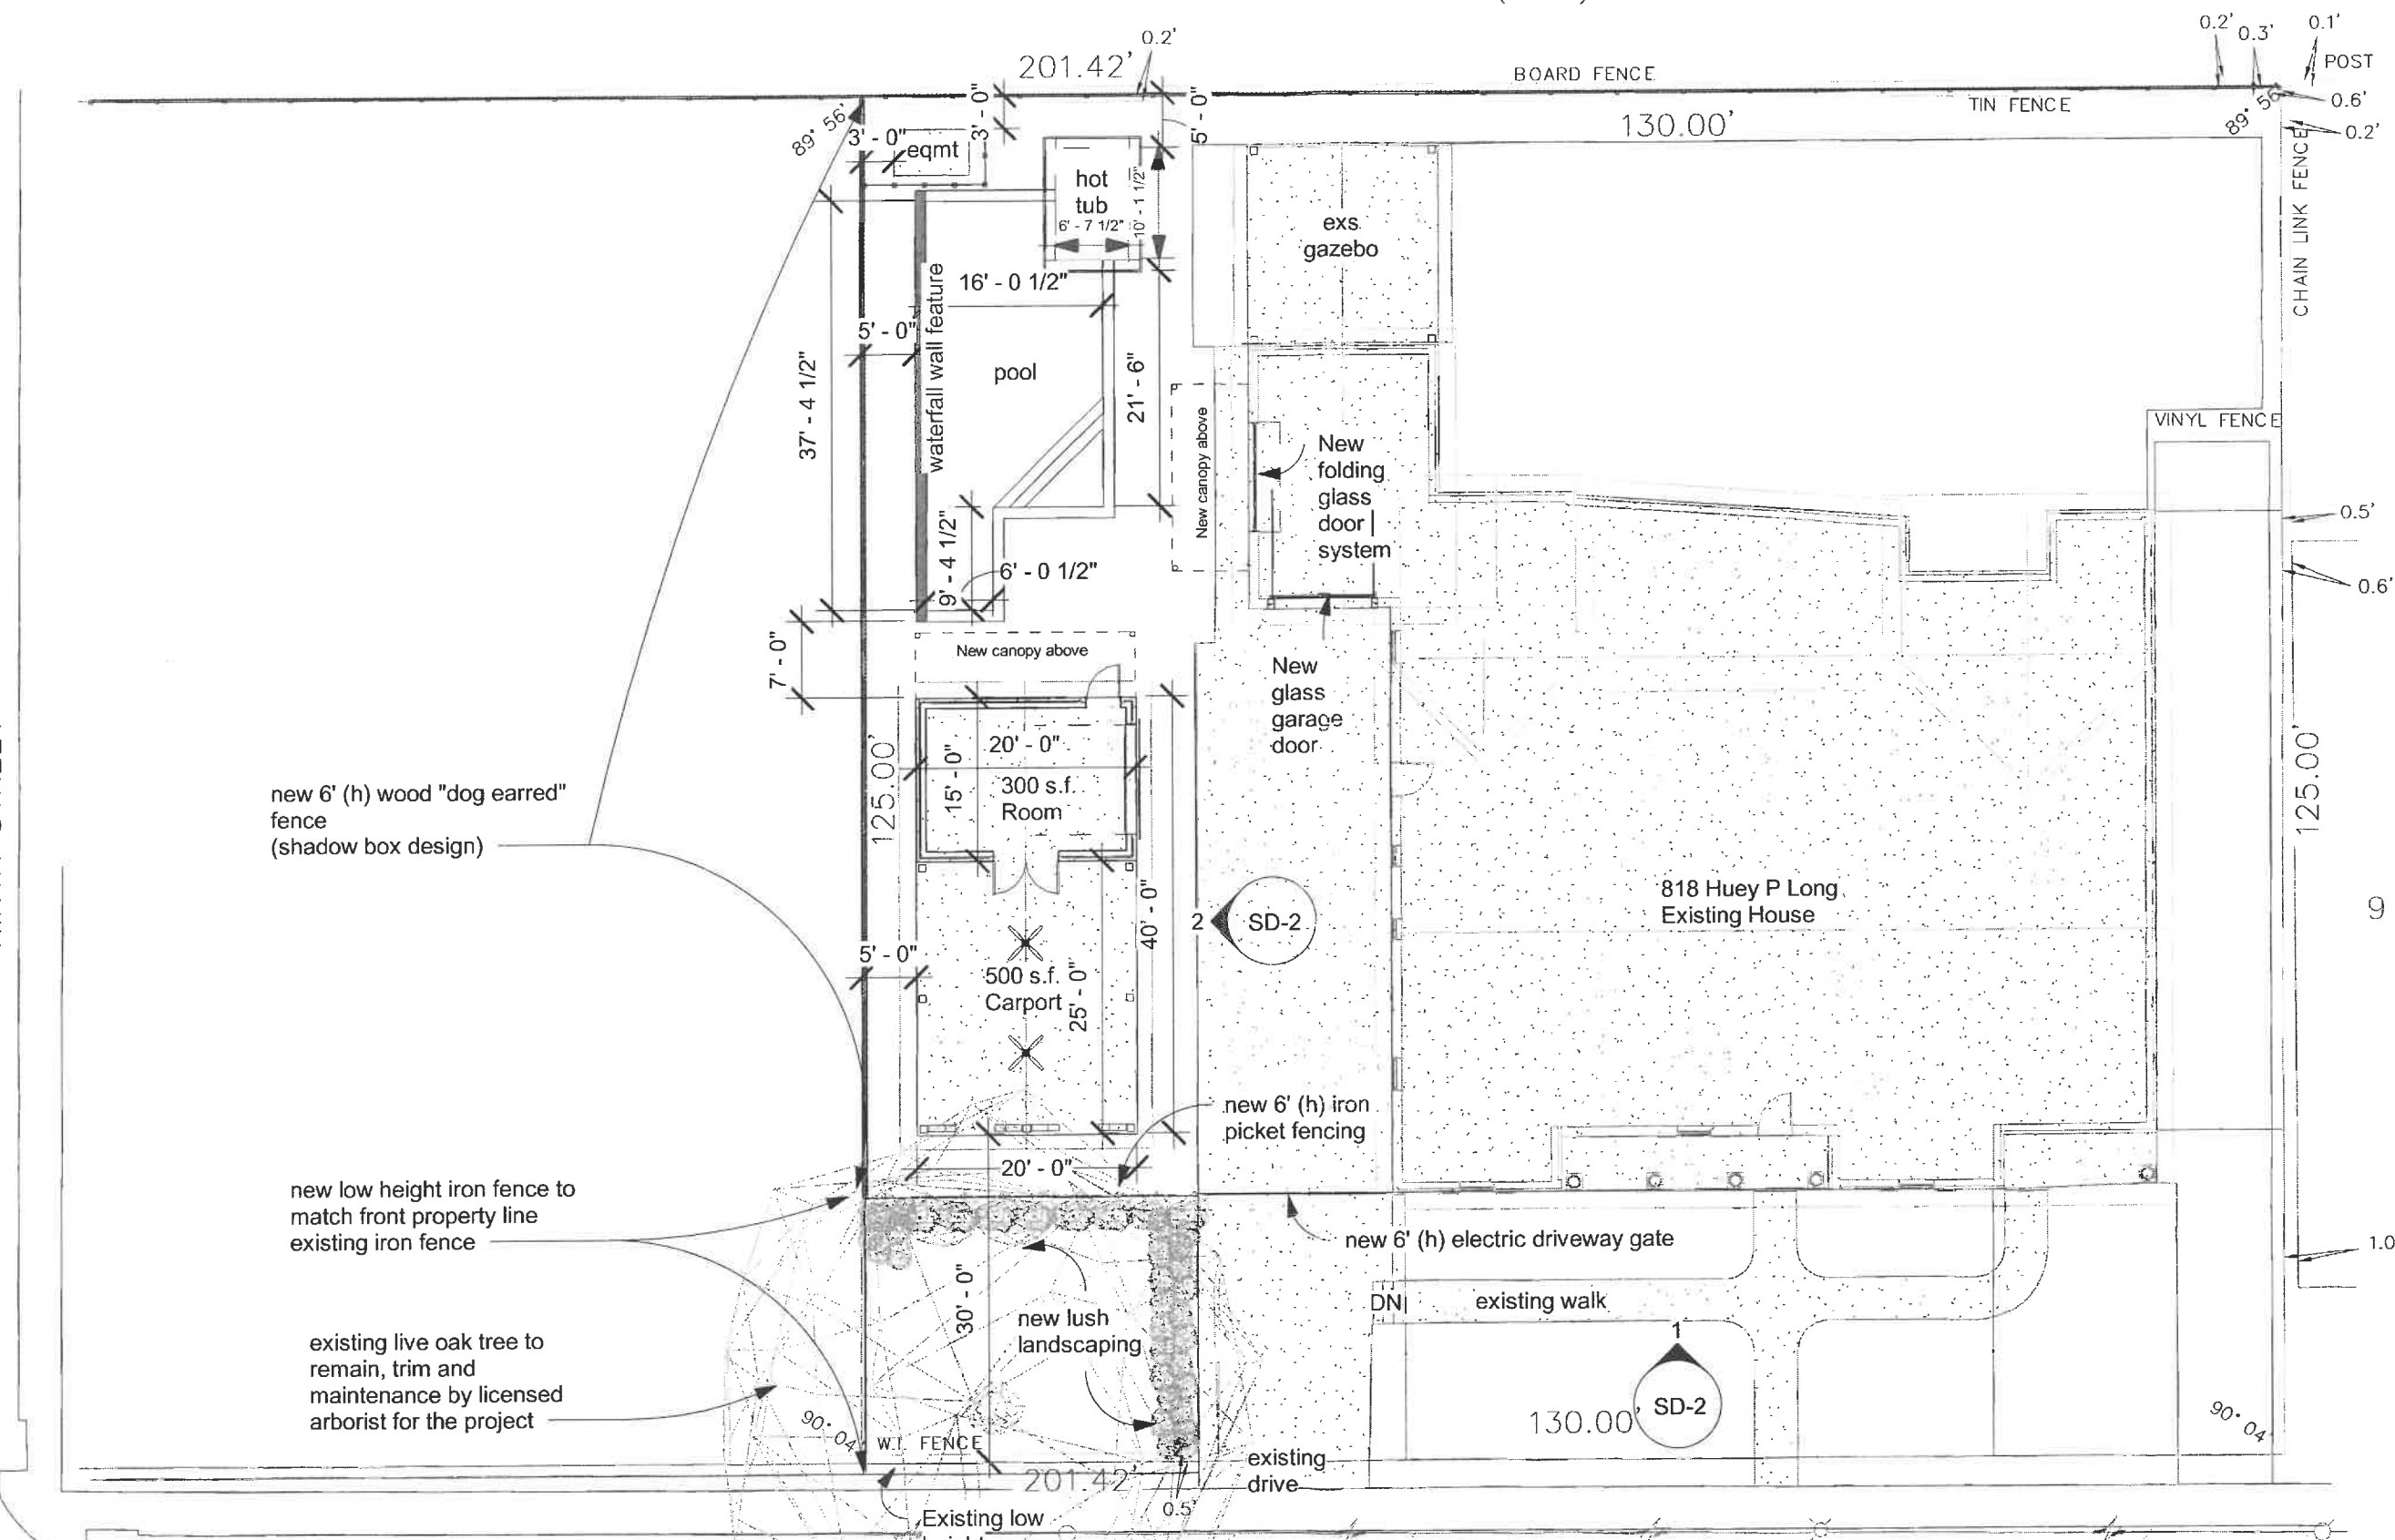 0.2'
201.42'
0.2'
0.3'
0.1'
POST
BOARD FENCE
TIN FENCE
0.6'
0.2'
89° 56'
89° 56'
130.00'
3' - 0"
3' - 0"
5' - 0"
eqmt
hot
tub
6' - 7 1/2"
10' - 1 1/2"
exs.
gazebo
CHAIN LINK FENCE
16' - 0 1/2"
5' - 0"
waterfall wall feature
pool
37' - 4 1/2"
21' - 6"
New canopy above
New
folding
glass
door
system
VINYL FENCE
0.5'
0.6'
9' - 4 1/2"
6' - 0 1/2"
7' - 0"
New canopy above
New
glass
garage
door
125.00'
20' - 0"
15' - 0"
300 s.f.
Room
125.00'
new 6' (h) wood "dog earred"
fence
(shadow box design)
40' - 0"
2
SD-2
818 Huey P Long
Existing House
9
5' - 0"
500 s.f.
Carport
25' - 0"
new 6' (h) iron
picket fencing
20' - 0"
new low height iron fence to
match front property line
existing iron fence
new 6' (h) electric driveway gate
1.0
30' - 0"
new lush
landscaping
DN
existing walk
existing live oak tree to
remain, trim and
maintenance by licensed
arborist for the project
1
SD-2
130.00'
90° 04'
90° 04'
W.I. FENCE
201.42'
0.5'
existing
drive
Existing low